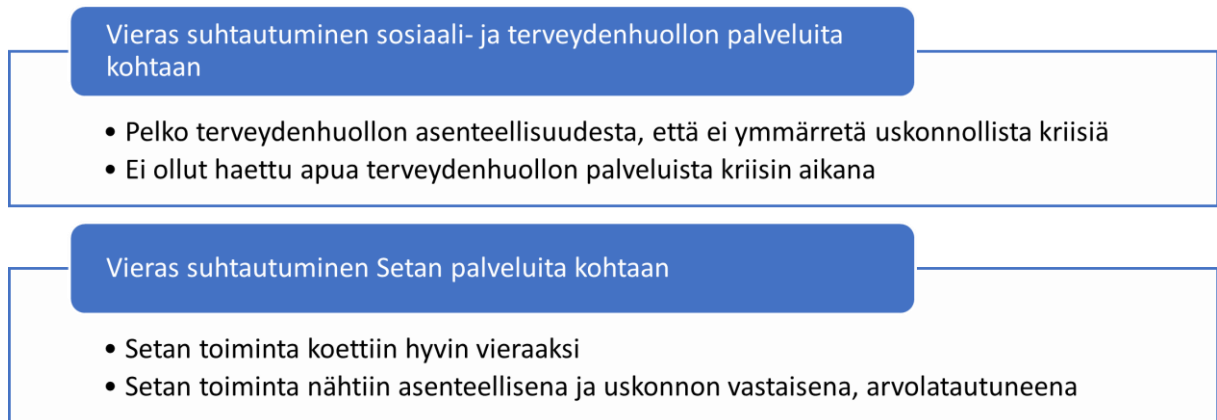 Vieras suhtautuminen sosiaali- ja terveydenhuollon palveluita
kohtaan
• Pelko terveydenhuollon asenteellisuudesta, että ei ymmärretä uskonnollista kriisiä
• Ei ollut haettu apua terveydenhuollon palveluista kriisin aikana
Vieras suhtautuminen Setan palveluita kohtaan
• Setan toiminta koettiin hyvin vieraaksi
• Setan toiminta nähtiin asenteellisena ja uskonnon vastaisena, arvolatautuneena